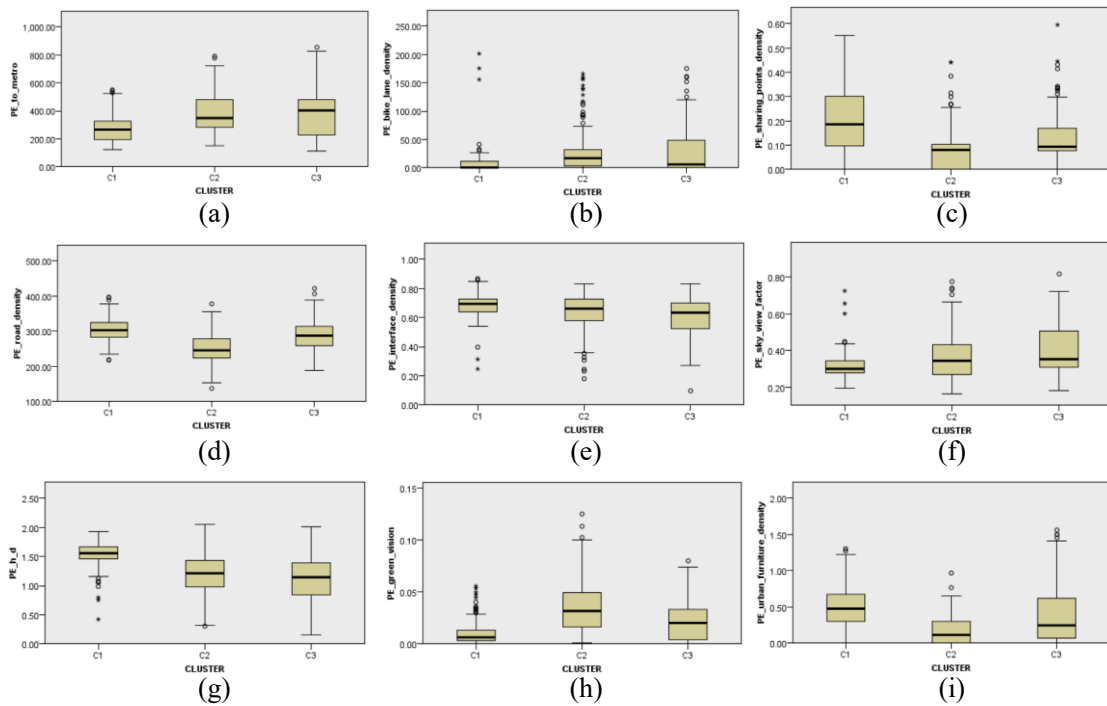 PE_to_metro
1,000.00
800.00
600.00
400.00
200.00
0.00
C1 C2 C3
CLUSTER
(a)
PE_bike_lane_density
250.00
200.00
150.00
100.00
50.00
0.00
C1 C2 C3
CLUSTER
(b)
PE_sharing_points_density
0.60
0.50
0.40
0.30
0.20
0.10
0.00
C1 C2 C3
CLUSTER
(c)
PE_road_density
500.00
400.00
300.00
200.00
100.00
C1 C2 C3
CLUSTER
(d)
PE_interface_density
1.00
0.80
0.60
0.40
0.20
0.00
C1 C2 C3
CLUSTER
(e)
PE_sky_view_factor
0.80
0.60
0.40
0.20
C1 C2 C3
CLUSTER
(f)
PE_h_d
2.50
2.00
1.50
1.00
0.50
0.00
C1 C2 C3
CLUSTER
(g)
PE_green_vision
0.15
0.10
0.05
0.00
C1 C2 C3
CLUSTER
(h)
PE_urban_furniture_density
2.00
1.50
1.00
0.50
0.00
C1 C2 C3
CLUSTER
(i)